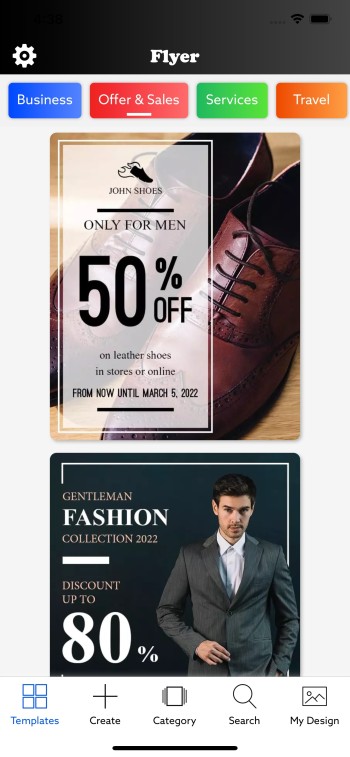 8:38
Flyer
Business
Offer & Sales
Services
Travel
JOHN SHOES
ONLY FOR MEN
50% OFF
on leather shoes
in stores or online
FROM NOW UNTIL MARCH 5, 2022
GENTLEMAN
FASHION
COLLECTION 2022
DISCOUNT
UP TO
80 %
Templates
Create
Category
Search
My Design